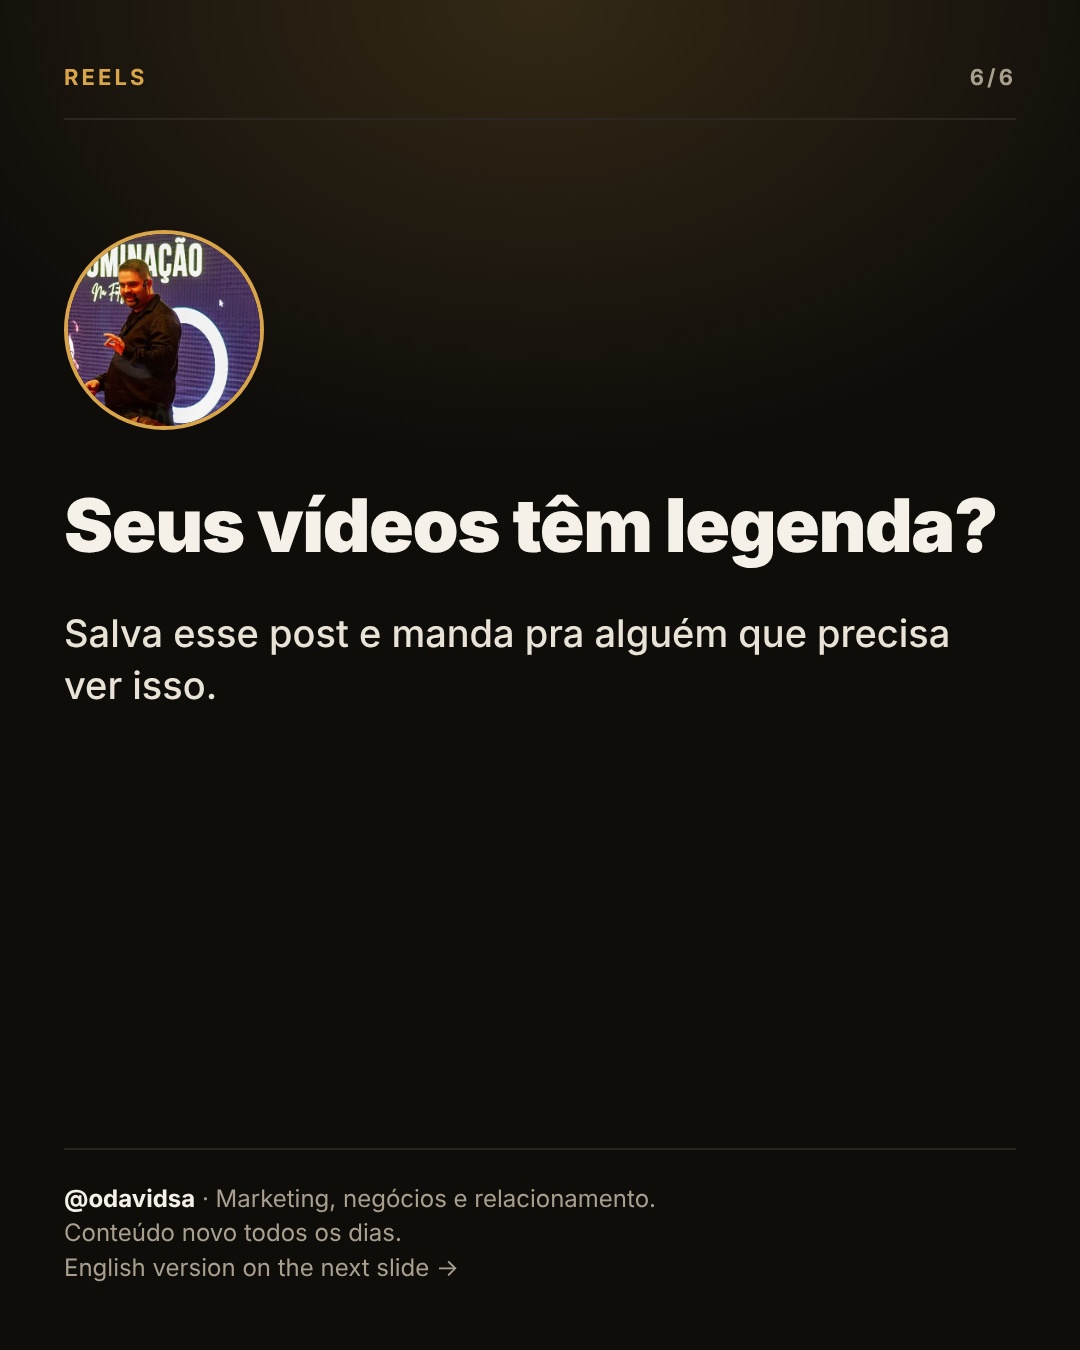 REELS
6/6
OMINAÇÃO
Seus vídeos têm legenda?
Salva esse post e manda pra alguém que precisa
ver isso.
@odavidsa · Marketing, negócios e relacionamento.
Conteúdo novo todos os dias.
English version on the next slide →